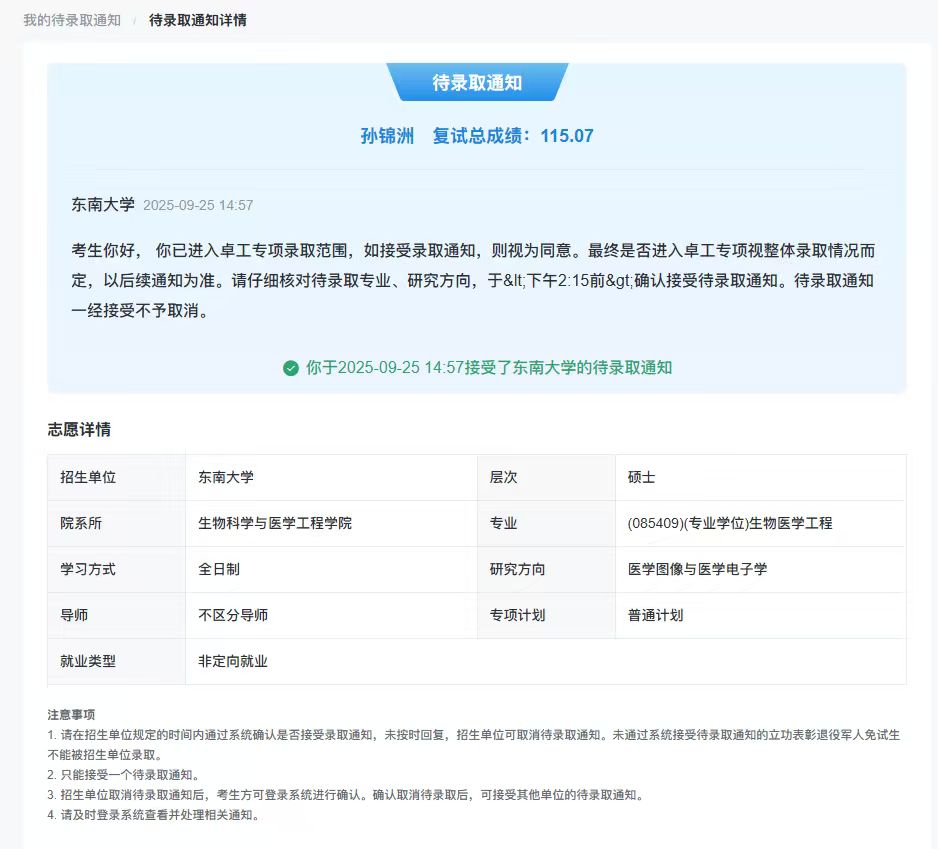 我的待录取通知 / 待录取通知详情
待录取通知
孙锦洲 复试总成绩：115.07
东南大学 2025-09-25 14:57
考生你好， 你已进入卓工专项录取范围，如接受录取通知，则视为同意。最终是否进入卓工专项视整体录取情况而
定，以后续通知为准。请仔细核对待录取专业、研究方向，于&lt;下午2:15前&gt;确认接受待录取通知。待录取通知
一经接受不予取消。
你于2025-09-25 14:57接受了东南大学的待录取通知
志愿详情
招生单位 东南大学 层次 硕士
院系所 生物科学与医学工程学院 专业 (085409)(专业学位)生物医学工程
学习方式 全日制 研究方向 医学图像与医学电子学
导师 不区分导师 专项计划 普通计划
就业类型 非定向就业
注意事项
1. 请在招生单位规定的时间内通过系统确认是否接受录取通知，未按时回复，招生单位可取消待录取通知。未通过系统接受待录取通知的立功表彰退役军人免试生
不能被招生单位录取。
2. 只能接受一个待录取通知。
3. 招生单位取消待录取通知后，考生方可登录系统进行确认。确认取消待录取后，可接受其他单位的待录取通知。
4. 请及时登录系统查看并处理相关通知。